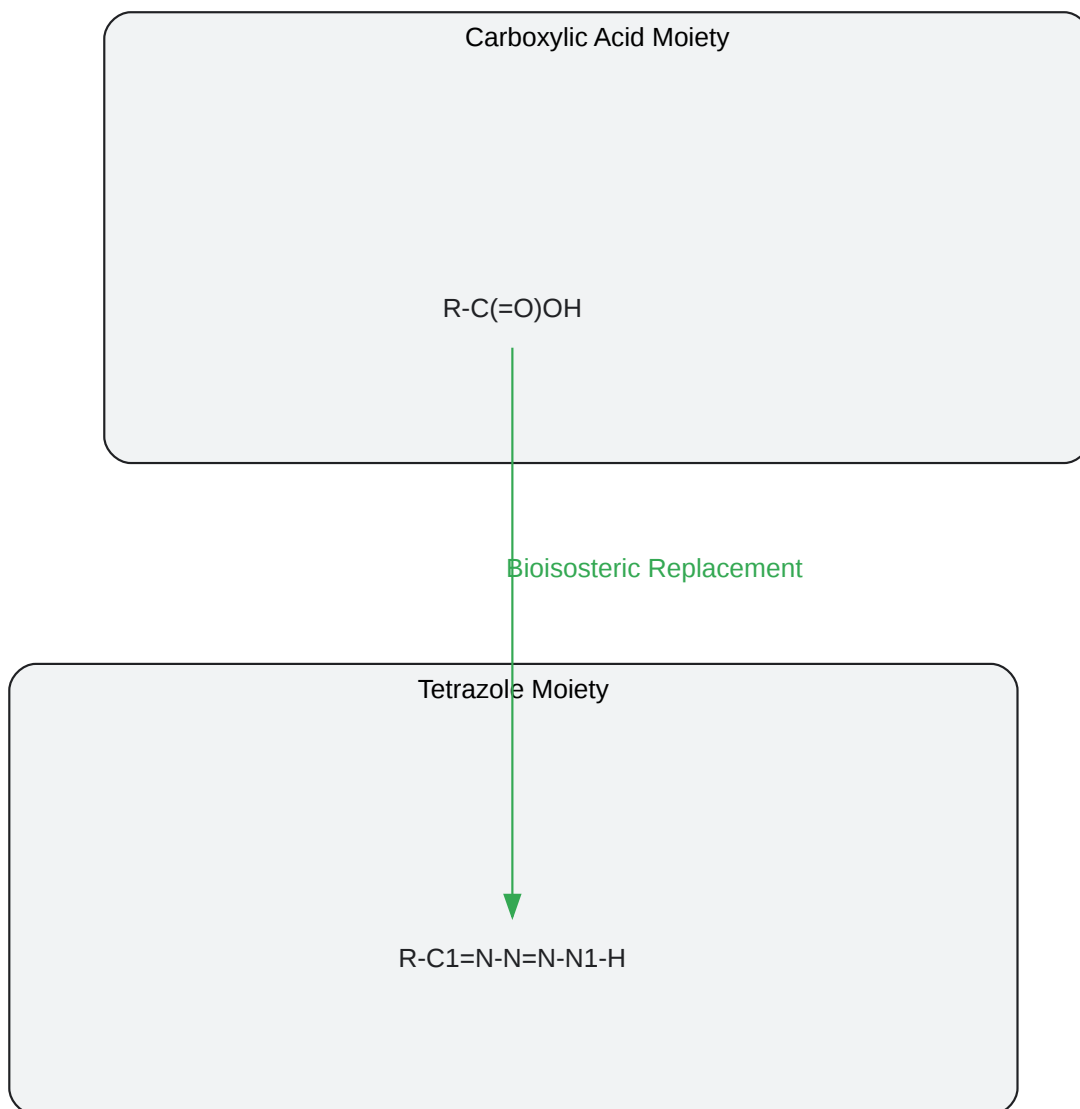 Carboxylic Acid Moiety
R-C(=O)OH
Bioisosteric Replacement
Tetrazole Moiety
R-C1=N-N=N-N1-H